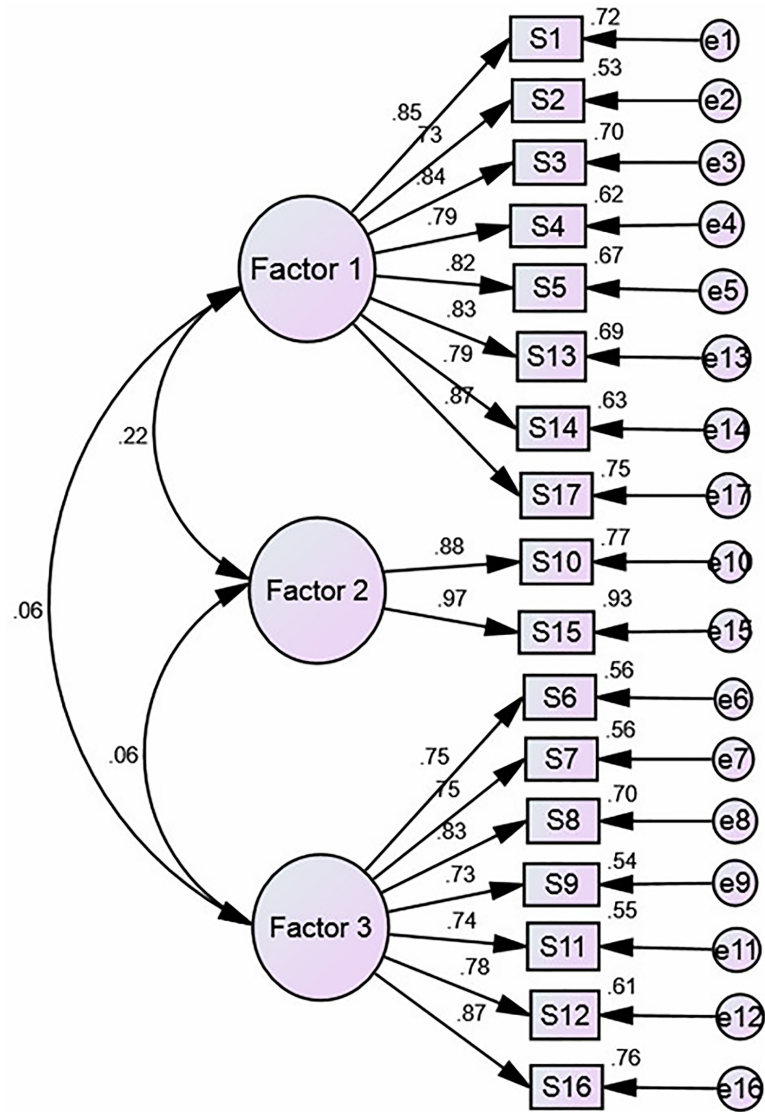 S1 .72 e1
.85
S2 .53 e2
.73
S3 .70 e3
.84
S4 .62 e4
.79
Factor 1
S5 .67 e5
.82
S13 .69 e13
.83
S14 .63 e14
.79
S17 .75 e17
.87
.22
S10 .77 e10
.88
Factor 2
S15 .93 e15
.97
.06
S6 .56 e6
.75
S7 .56 e7
.75
.06
S8 .70 e8
.83
S9 .54 e9
.73
Factor 3
S11 .55 e11
.74
S12 .61 e12
.78
S16 .76 e16
.87